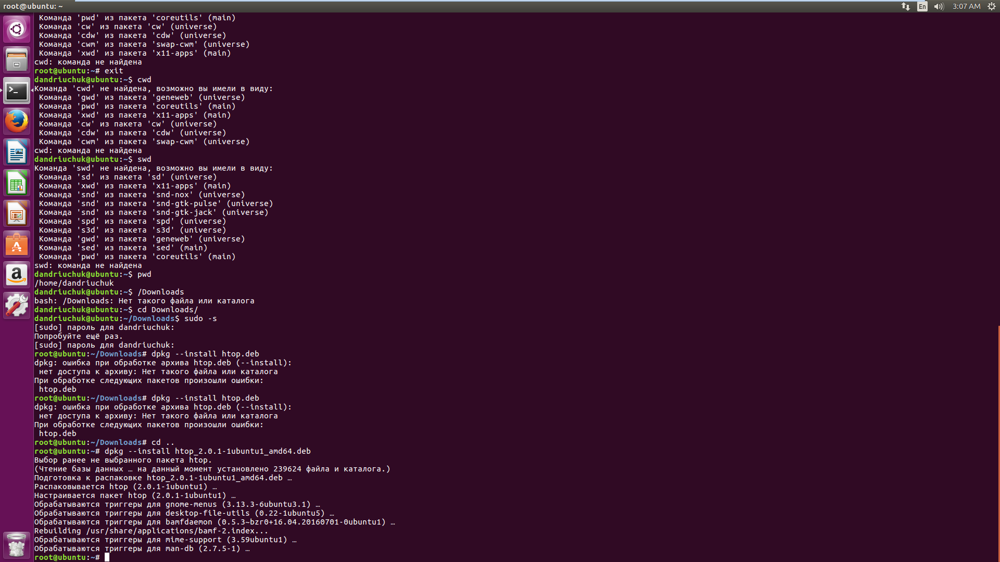 root@ubuntu: ~
En
3:07 AM
Команда 'pwd' из пакета 'coreutils' (main)
Команда 'cw' из пакета 'cw' (universe)
Команда 'cdw' из пакета 'cdw' (universe)
Команда 'cwm' из пакета 'swap-cwm' (universe)
Команда 'xwd' из пакета 'x11-apps' (main)
cwd: команда не найдена
root@ubuntu:~# exit
dandriuchuk@ubuntu:~$ cwd
Команда 'cwd' не найдена, возможно вы имели в виду:
Команда 'gwd' из пакета 'geneweb' (universe)
Команда 'pwd' из пакета 'coreutils' (main)
Команда 'xwd' из пакета 'x11-apps' (main)
Команда 'cw' из пакета 'cw' (universe)
Команда 'cdw' из пакета 'cdw' (universe)
Команда 'cwm' из пакета 'swap-cwm' (universe)
cwd: команда не найдена
dandriuchuk@ubuntu:~$ swd
Команда 'swd' не найдена, возможно вы имели в виду:
Команда 'sd' из пакета 'sd' (universe)
Команда 'xwd' из пакета 'x11-apps' (main)
Команда 'snd' из пакета 'snd-nox' (universe)
Команда 'snd' из пакета 'snd-gtk-pulse' (universe)
Команда 'snd' из пакета 'snd-gtk-jack' (universe)
Команда 'spd' из пакета 'spd' (universe)
Команда 's3d' из пакета 's3d' (universe)
Команда 'gwd' из пакета 'geneweb' (universe)
Команда 'sed' из пакета 'sed' (main)
Команда 'pwd' из пакета 'coreutils' (main)
swd: команда не найдена
dandriuchuk@ubuntu:~$ pwd
/home/dandriuchuk
dandriuchuk@ubuntu:~$ /Downloads
bash: /Downloads: Нет такого файла или каталога
dandriuchuk@ubuntu:~$ cd Downloads/
dandriuchuk@ubuntu:~/Downloads$ sudo -s
[sudo] пароль для dandriuchuk:
Попробуйте ещё раз.
[sudo] пароль для dandriuchuk:
root@ubuntu:~/Downloads# dpkg --install htop.deb
dpkg: ошибка при обработке архива htop.deb (--install):
нет доступа к архиву: Нет такого файла или каталога
При обработке следующих пакетов произошли ошибки:
htop.deb
root@ubuntu:~/Downloads# dpkg --install htop.deb
dpkg: ошибка при обработке архива htop.deb (--install):
нет доступа к архиву: Нет такого файла или каталога
При обработке следующих пакетов произошли ошибки:
htop.deb
root@ubuntu:~/Downloads# cd ..
root@ubuntu:~# dpkg --install htop_2.0.1-1ubuntu1_amd64.deb
Выбор ранее не выбранного пакета htop.
(Чтение базы данных … на данный момент установлено 239624 файла и каталога.)
Подготовка к распаковке htop_2.0.1-1ubuntu1_amd64.deb …
Распаковывается htop (2.0.1-1ubuntu1) …
Настраивается пакет htop (2.0.1-1ubuntu1) …
Обрабатываются триггеры для gnome-menus (3.13.3-6ubuntu3.1) …
Обрабатываются триггеры для desktop-file-utils (0.22-1ubuntu5) …
Обрабатываются триггеры для bamfdaemon (0.5.3~bzr0+16.04.20160701-0ubuntu1) …
Rebuilding /usr/share/applications/bamf-2.index...
Обрабатываются триггеры для mime-support (3.59ubuntu1) …
Обрабатываются триггеры для man-db (2.7.5-1) …
root@ubuntu:~#